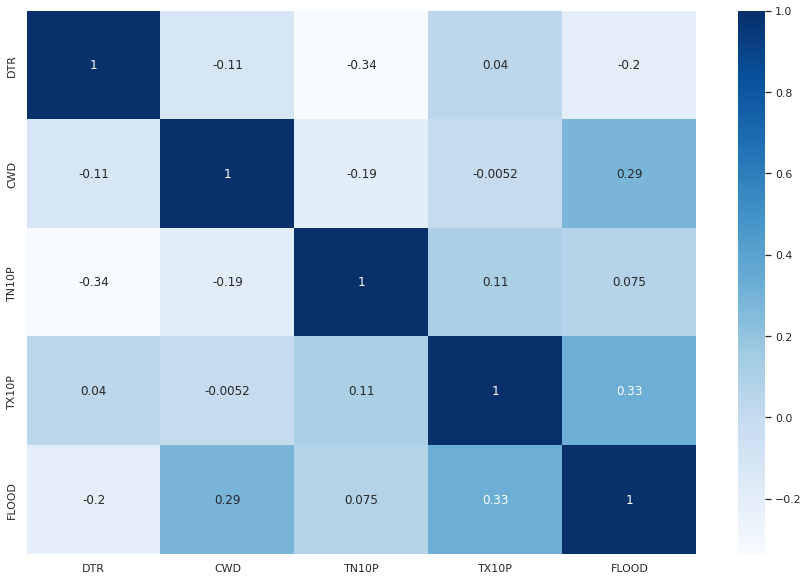 DTR 1 -0.11 -0.34 0.04 -0.2
CWD -0.11 1 -0.19 -0.0052 0.29
TN10P -0.34 -0.19 1 0.11 0.075
TX10P 0.04 -0.0052 0.11 1 0.33
FLOOD -0.2 0.29 0.075 0.33 1
DTR CWD TN10P TX10P FLOOD
1.0
0.8
0.6
0.4
0.2
0.0
−0.2